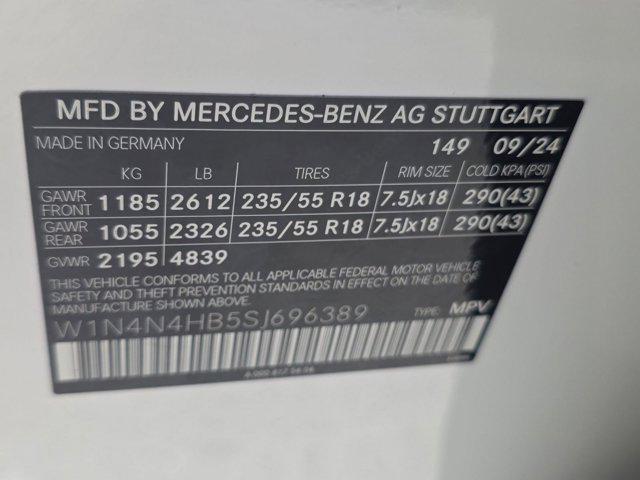 MFD BY MERCEDES-BENZ AG STUTTGART
MADE IN GERMANY 149 09/24
KG LB TIRES RIM SIZE COLD KPA (PSI)
GAWR FRONT 1185 2612 235/55 R18 7.5Jx18 290(43)
GAWR REAR 1055 2326 235/55 R18 7.5Jx18 290(43)
GVWR 2195 4839
THIS VEHICLE CONFORMS TO ALL APPLICABLE FEDERAL MOTOR VEHICLE
SAFETY AND THEFT PREVENTION STANDARDS IN EFFECT ON THE DATE OF
MANUFACTURE SHOWN ABOVE.
W1N4N4HB5SJ696389 TYPE: MPV